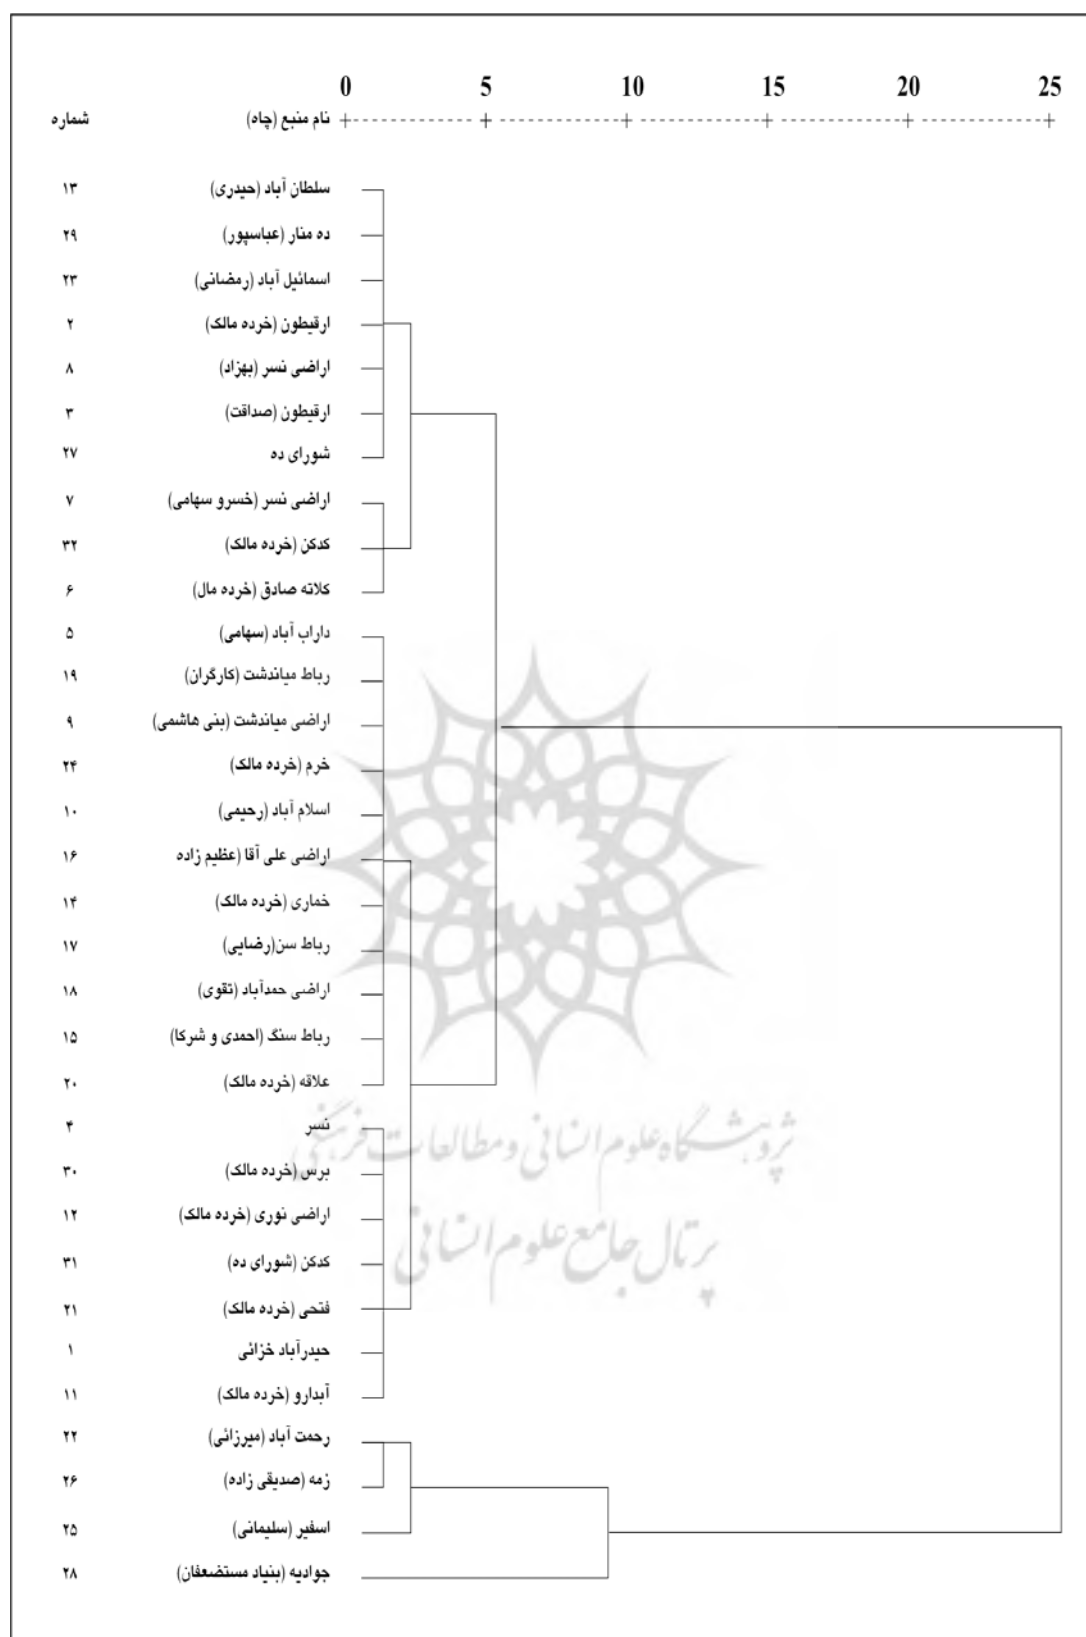 0 5 10 15 20 25
شماره نام منبع (چاه)
۱۳ سلطان آباد (حیدری)
۲۹ ده منار (عباسپور)
۲۳ اسمائیل آباد (رمضانی)
۲ ارقیطون (خرده مالک)
۸ اراضی نسر (بهزاد)
۳ ارقیطون (صداقت)
۲۷ شورای ده
۷ اراضی نسر (خسرو سهامی)
۳۲ کدکن (خرده مالک)
۶ کلاته صادق (خرده مال)
۵ داراب آباد (سهامی)
۱۹ رباط میاندشت (کارگران)
۹ اراضی میاندشت (بنی هاشمی)
۲۴ خرم (خرده مالک)
۱۰ اسلام آباد (رحیمی)
۱۶ اراضی علی آقا (عظیم زاده
۱۴ خماری (خرده مالک)
۱۷ رباط سن(رضایی)
۱۸ اراضی حمدآباد (تقوی)
۱۵ رباط سنگ (احمدی و شرکا)
۲۰ علاقه (خرده مالک)
۴ نسر
۳۰ برس (خرده مالک)
۱۲ اراضی نوری (خرده مالک)
۳۱ کدکن (شورای ده)
۲۱ فتحی (خرده مالک)
۱ حیدرآباد خزائی
۱۱ آبدارو (خرده مالک)
۲۲ رحمت آباد (میرزائی)
۲۶ زمه (صدیقی زاده)
۲۵ اسفیر (سلیمانی)
۲۸ جوادیه (بنیاد مستضعفان)
پژوهشگاه علوم انسانی و مطالعات فرهنگی
پرتال جامع علوم انسانی